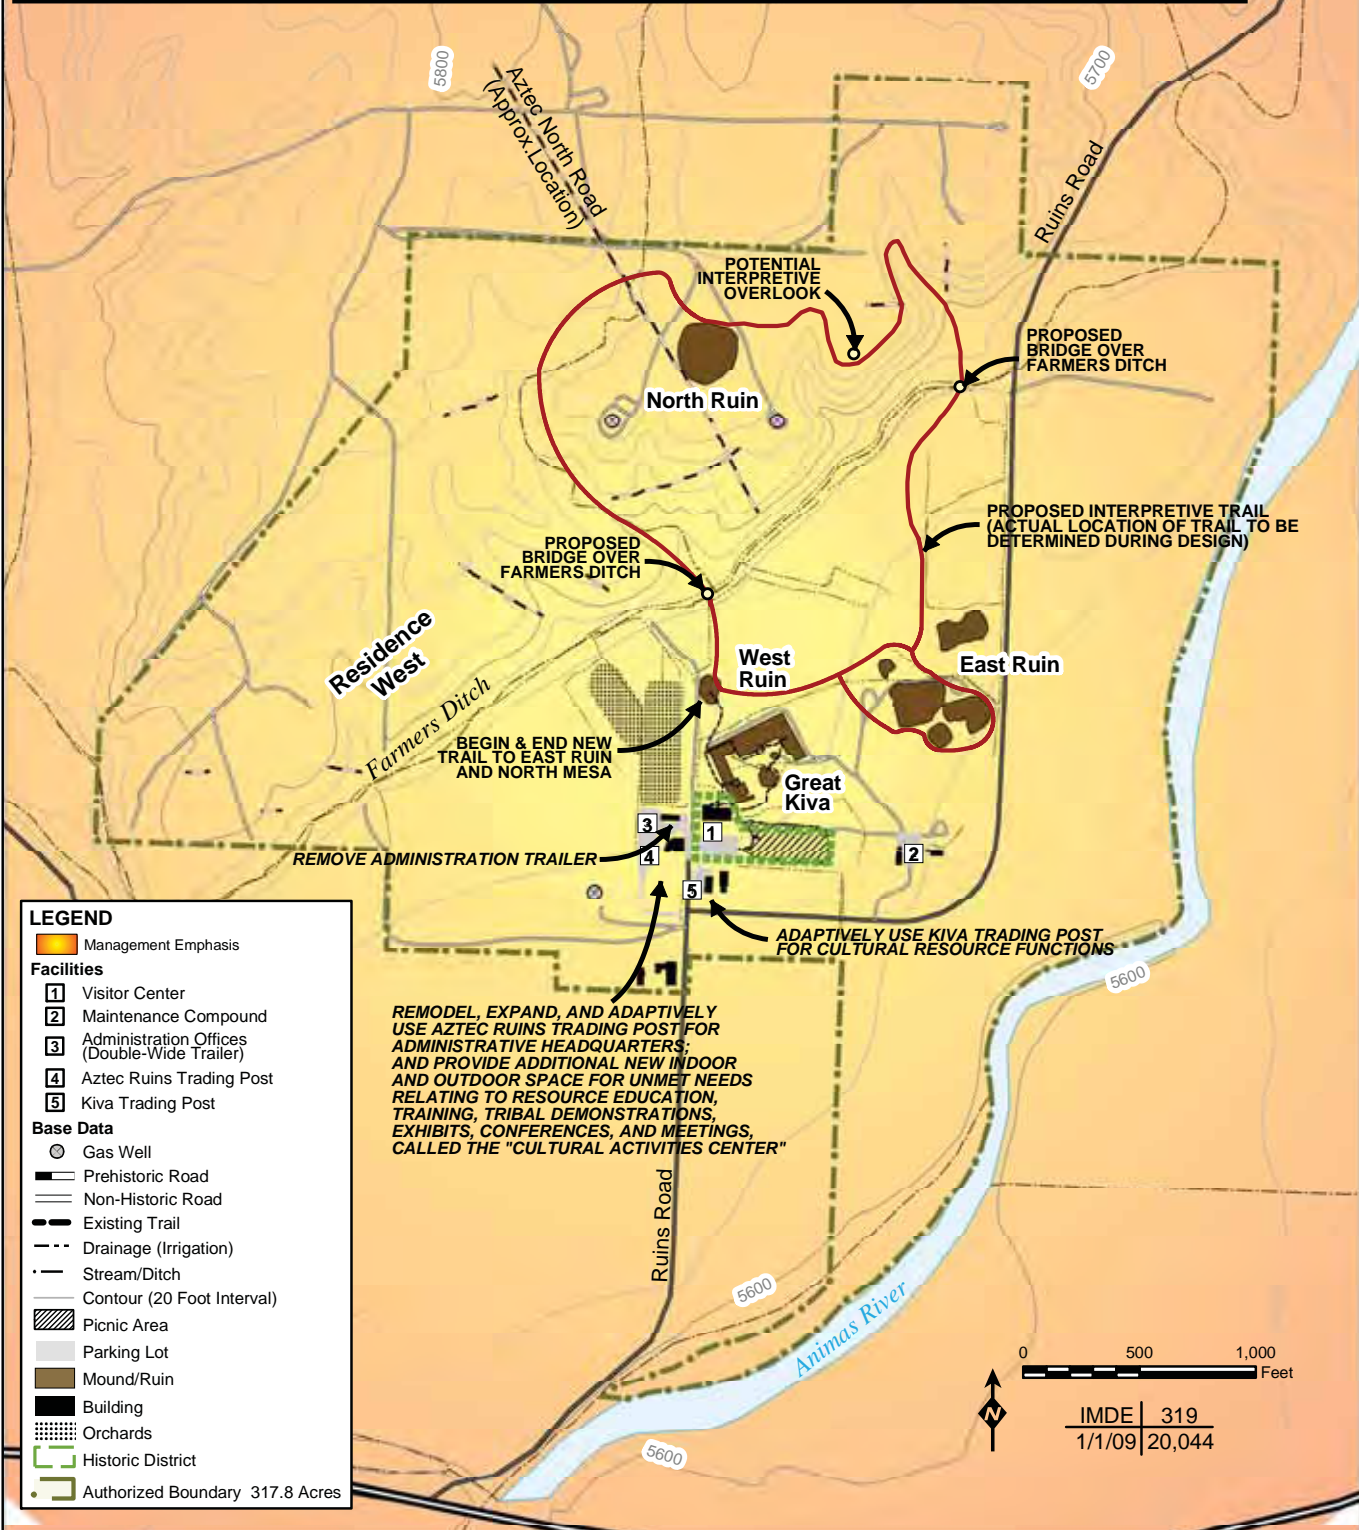 5800
5700
Aztec North Road
(Approx.Location)
Ruins Road
POTENTIAL
INTERPRETIVE
OVERLOOK
PROPOSED
BRIDGE OVER
FARMERS DITCH
North Ruin
PROPOSED INTERPRETIVE TRAIL
(ACTUAL LOCATION OF TRAIL TO BE
DETERMINED DURING DESIGN)
PROPOSED
BRIDGE OVER
FARMERS DITCH
Residence
West
West
Ruin
East Ruin
Farmers Ditch
BEGIN & END NEW
TRAIL TO EAST RUIN
AND NORTH MESA
Great
Kiva
3
1
4
2
5
REMOVE ADMINISTRATION TRAILER
ADAPTIVELY USE KIVA TRADING POST
FOR CULTURAL RESOURCE FUNCTIONS
5600
REMODEL, EXPAND, AND ADAPTIVELY
USE AZTEC RUINS TRADING POST FOR
ADMINISTRATIVE HEADQUARTERS;
AND PROVIDE ADDITIONAL NEW INDOOR
AND OUTDOOR SPACE FOR UNMET NEEDS
RELATING TO RESOURCE EDUCATION,
TRAINING, TRIBAL DEMONSTRATIONS,
EXHIBITS, CONFERENCES, AND MEETINGS,
CALLED THE "CULTURAL ACTIVITIES CENTER"
Ruins Road
5600
Animas River
5600
LEGEND
Management Emphasis
Facilities
1 Visitor Center
2 Maintenance Compound
3 Administration Offices
(Double-Wide Trailer)
4 Aztec Ruins Trading Post
5 Kiva Trading Post
Base Data
Gas Well
Prehistoric Road
Non-Historic Road
Existing Trail
Drainage (Irrigation)
Stream/Ditch
Contour (20 Foot Interval)
Picnic Area
Parking Lot
Mound/Ruin
Building
Orchards
Historic District
Authorized Boundary 317.8 Acres
0 500 1,000
Feet
N
IMDE 319
1/1/09 20,044